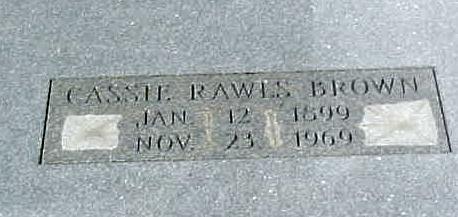 CASSIE RAWLS BROWN
JAN. 12 1899
NOV. 23 1969